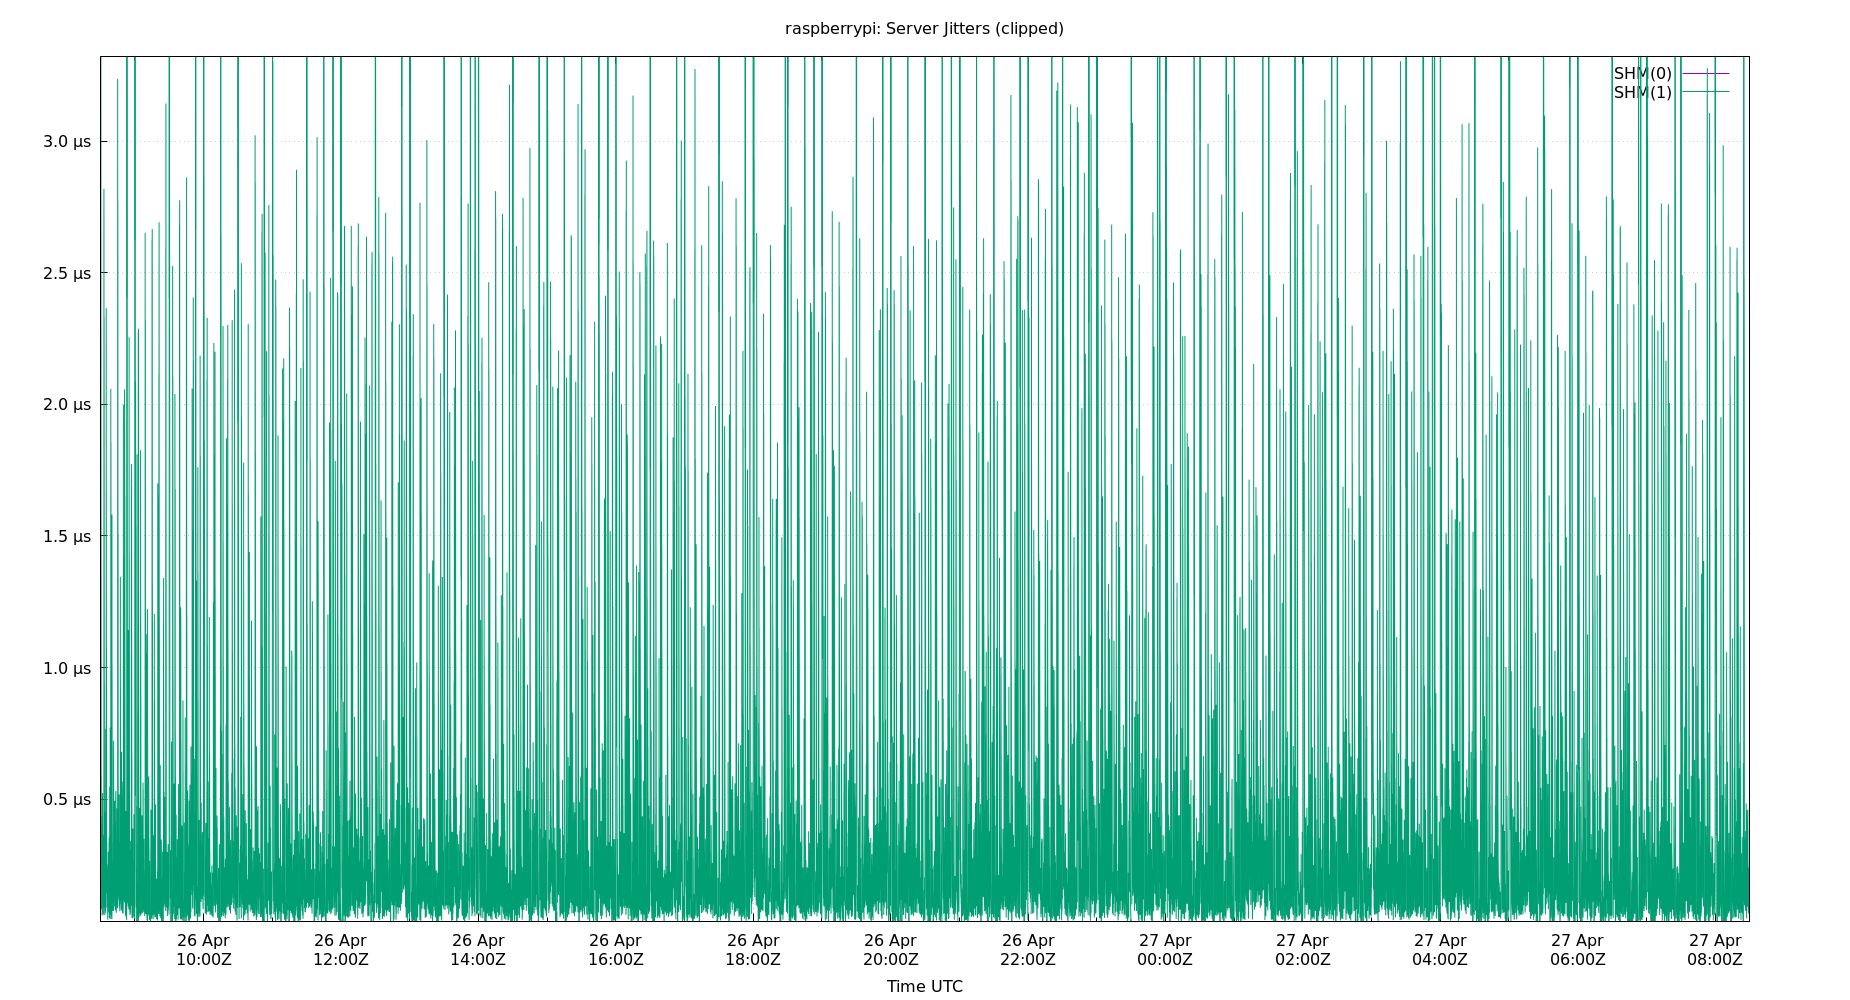 raspberrypi: Server Jitters (clipped)
SHM(0)
SHM(1)
3.0 µs
2.5 µs
2.0 µs
1.5 µs
1.0 µs
0.5 µs
26 Apr 26 Apr 26 Apr 26 Apr 26 Apr 26 Apr 26 Apr 27 Apr 27 Apr 27 Apr 27 Apr 27 Apr
10:00Z 12:00Z 14:00Z 16:00Z 18:00Z 20:00Z 22:00Z 00:00Z 02:00Z 04:00Z 06:00Z 08:00Z
Time UTC